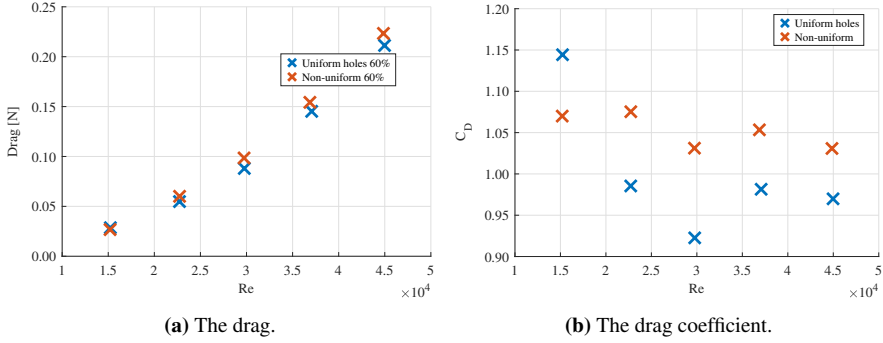 0.25
0.20
0.15
0.10
0.05
0.00
Drag [N]
Uniform holes 60%
Non-uniform 60%
1 1.5 2 2.5 3 3.5 4 4.5 5
Re
×10⁴
(a) The drag.
1.20
1.15
1.10
1.05
1.00
0.95
0.90
C_D
Uniform holes
Non-uniform
1 1.5 2 2.5 3 3.5 4 4.5 5
Re
×10⁴
(b) The drag coefficient.